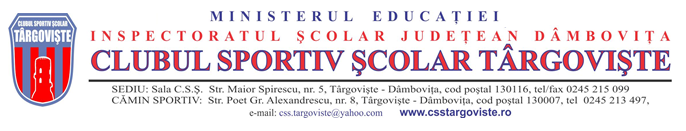 CLUBUL SPORTIV ŞCOLAR
TÂRGOVIŞTE
MINISTERUL EDUCAŢIEI
INSPECTORATUL ŞCOLAR JUDEŢEAN DÂMBOVIŢA
CLUBUL SPORTIV ŞCOLAR TÂRGOVIŞTE
SEDIU: Sala C.S.Ş. Str. Maior Spirescu, nr. 5, Târgovişte - Dâmboviţa, cod poştal 130116, tel/fax 0245 215 099
CĂMIN SPORTIV: Str. Poet Gr. Alexandrescu, nr. 8, Târgovişte - Dâmboviţa, cod poştal 130007, tel 0245 213 497,
e-mail: css.targoviste@yahoo.com www.csstargoviste.ro